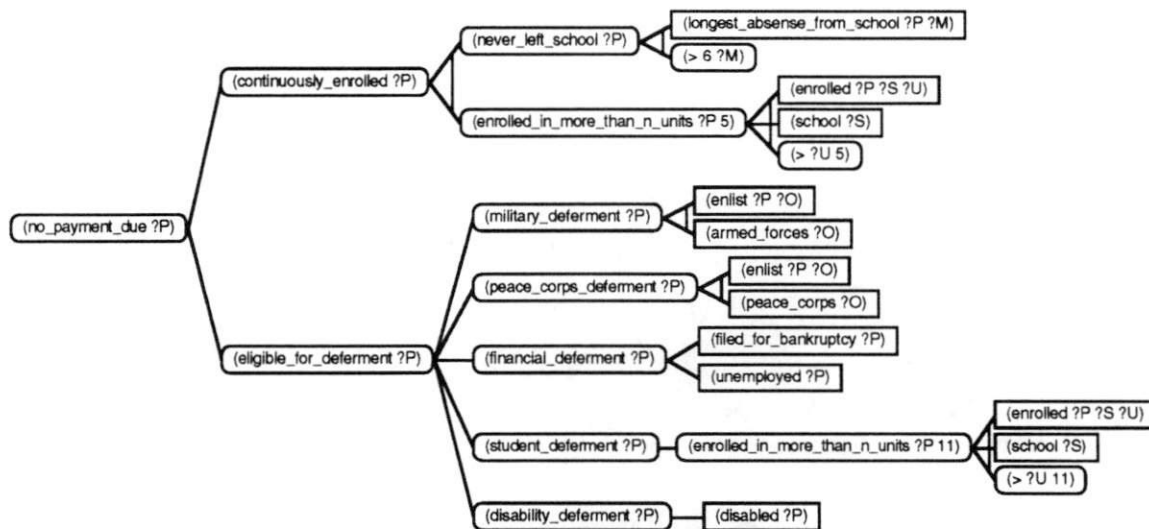 (longest_absense_from_school ?P ?M)
(never_left_school ?P)
(> 6 ?M)
(continuously_enrolled ?P)
(enrolled ?P ?S ?U)
(enrolled_in_more_than_n_units ?P 5)
(school ?S)
(> ?U 5)
(enlist ?P ?O)
(military_deferment ?P)
(no_payment_due ?P)
(armed_forces ?O)
(enlist ?P ?O)
(peace_corps_deferment ?P)
(peace_corps ?O)
(filed_for_bankruptcy ?P)
(eligible_for_deferment ?P)
(financial_deferment ?P)
(unemployed ?P)
(enrolled ?P ?S ?U)
(student_deferment ?P)
(enrolled_in_more_than_n_units ?P 11)
(school ?S)
(> ?U 11)
(disability_deferment ?P)
(disabled ?P)